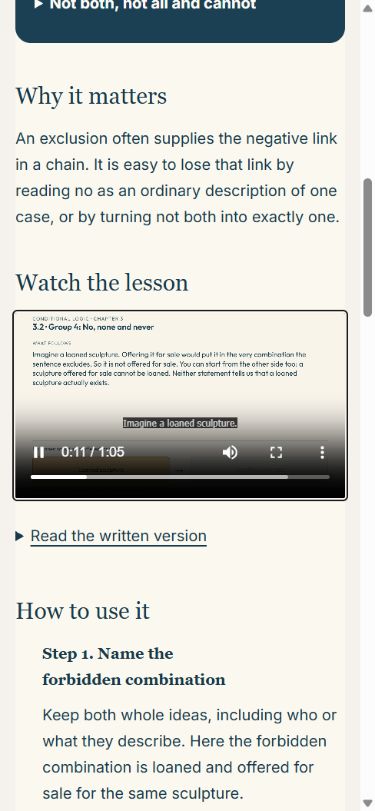 Not both, not all and cannot
Why it matters
An exclusion often supplies the negative link
in a chain. It is easy to lose that link by
reading no as an ordinary description of one
case, or by turning not both into exactly one.
Watch the lesson
CONDITIONAL LOGIC · CHAPTER 3
3.2 · Group 4: No, none and never
WHAT FOLLOWS
Imagine a loaned sculpture. Offering it for sale would put it in the very combination the
sentence excludes. So it is not offered for sale. You can start from the other side too: a
sculpture offered for sale cannot be loaned. Neither statement tells us that a loaned
sculpture actually exists.
Imagine a loaned sculpture.
0:11 / 1:05
Read the written version
How to use it
Step 1. Name the
forbidden combination
Keep both whole ideas, including who or
what they describe. Here the forbidden
combination is loaned and offered for
sale for the same sculpture.